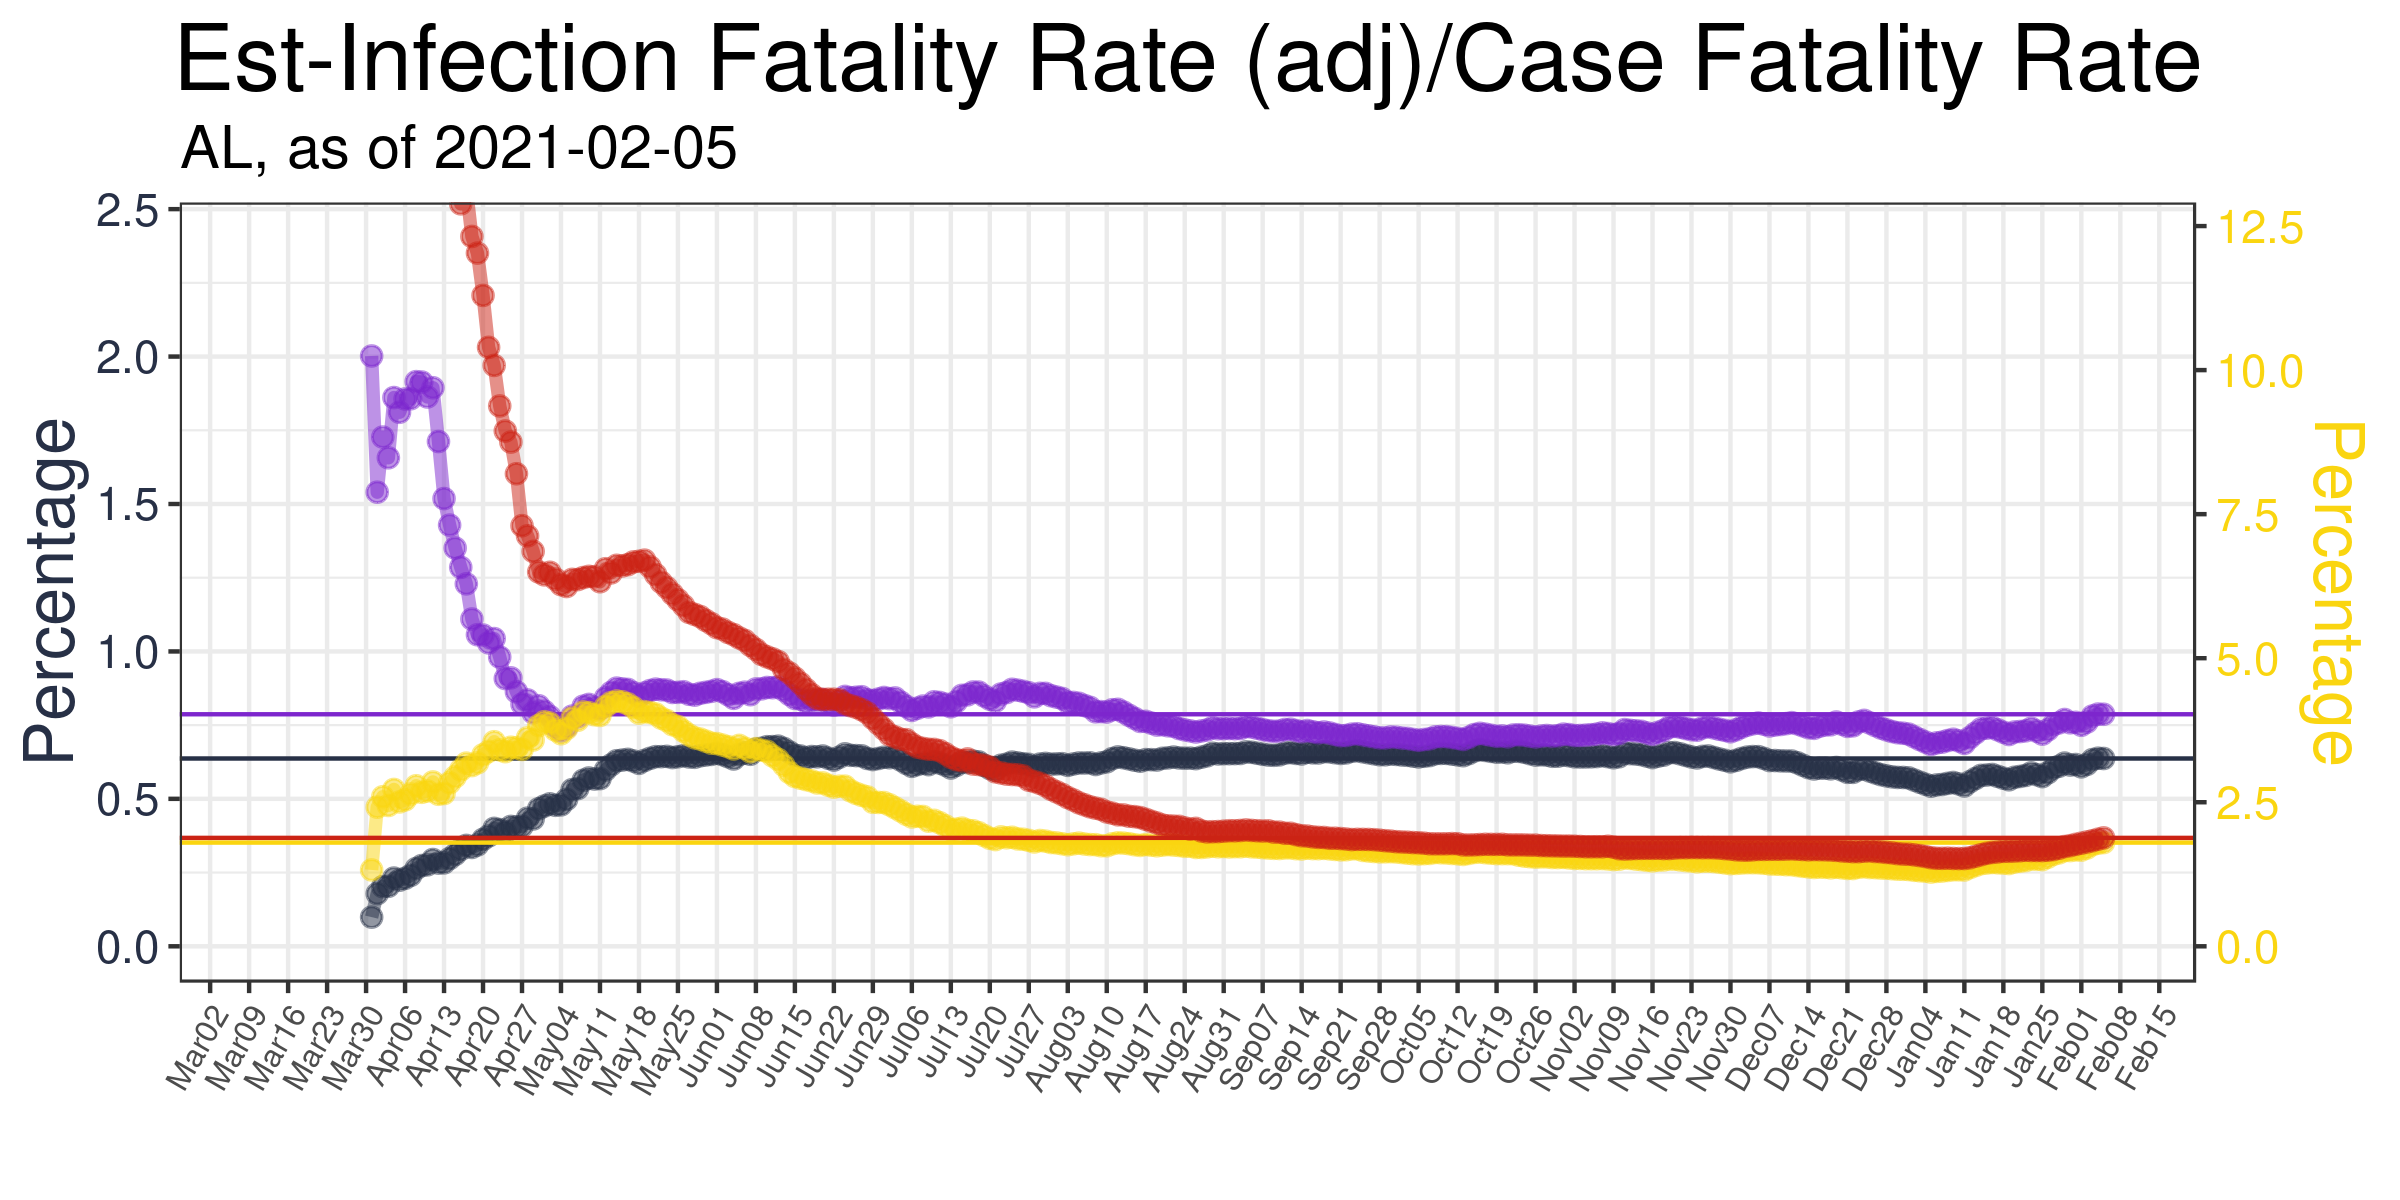 Est-Infection Fatality Rate (adj)/Case Fatality Rate
AL, as of 2021-02-05
Percentage
2.5
2.0
1.5
1.0
0.5
0.0
12.5
10.0
7.5
5.0
2.5
0.0
Percentage
Mar02
Mar09
Mar16
Mar23
Mar30
Apr06
Apr13
Apr20
Apr27
May04
May11
May18
May25
Jun01
Jun08
Jun15
Jun22
Jun29
Jul06
Jul13
Jul20
Jul27
Aug03
Aug10
Aug17
Aug24
Aug31
Sep07
Sep14
Sep21
Sep28
Oct05
Oct12
Oct19
Oct26
Nov02
Nov09
Nov16
Nov23
Nov30
Dec07
Dec14
Dec21
Dec28
Jan04
Jan11
Jan18
Jan25
Feb01
Feb08
Feb15